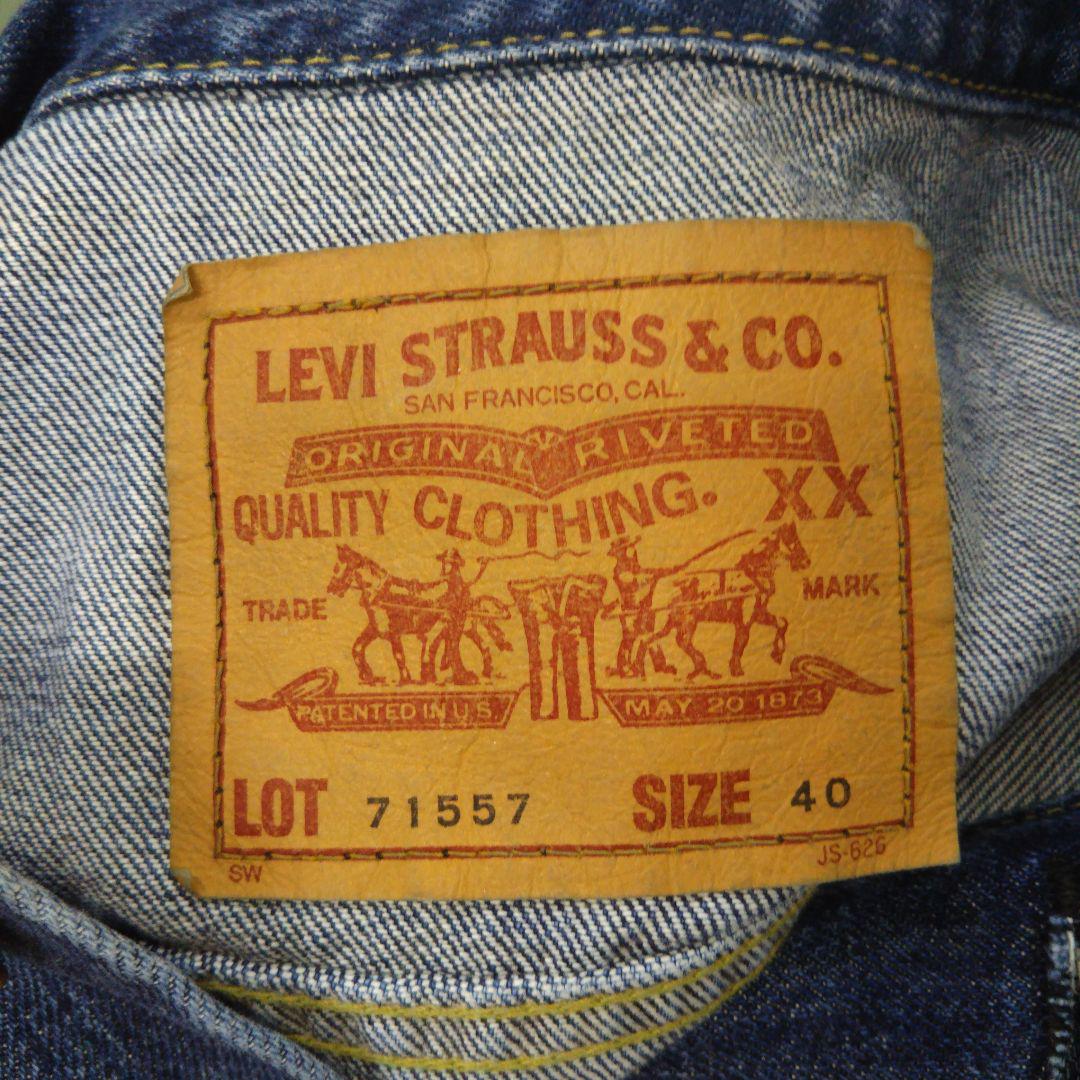 LEVI STRAUSS & CO.
SAN FRANCISCO, CAL.
ORIGINAL RIVETED
QUALITY CLOTHING. XX
TRADE MARK
PATENTED IN U.S. MAY 20 1873
LOT 71557 SIZE 40
SW JS-626